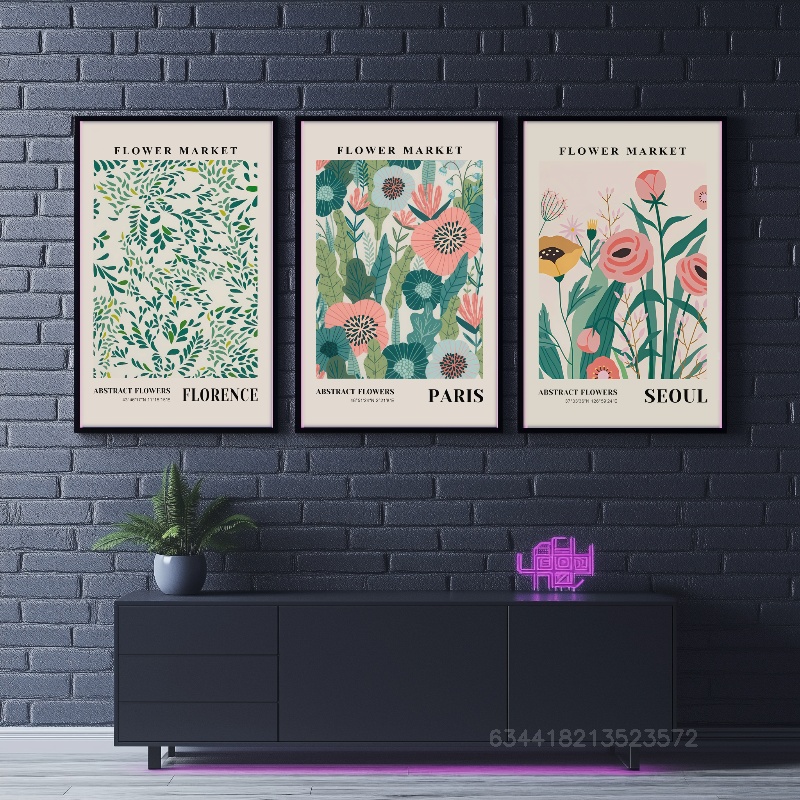 FLOWER MARKET
ABSTRACT FLOWERS
FLORENCE
FLOWER MARKET
ABSTRACT FLOWERS
PARIS
FLOWER MARKET
ABSTRACT FLOWERS
SEOUL
634418213523572